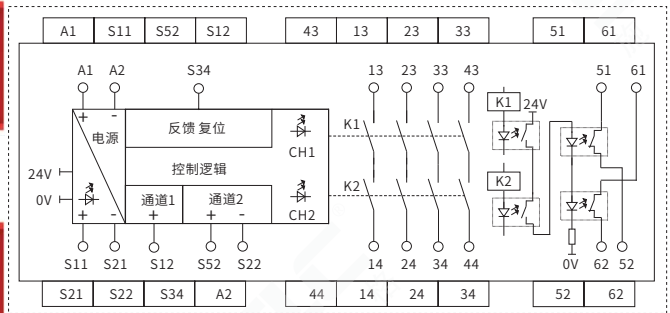 A1 S11 S52 S12 43 13 23 33 51 61
A1 A2 S34 13 23 33 43 51 61
+ - 反馈 复位 K1 K1 24V
电源 CH1
24V 控制逻辑
0V 通道1 通道2 K2 K2
+ - + + - CH2
S11 S21 S12 S52 S22 14 24 34 44 0V 62 52
S21 S22 S34 A2 44 14 24 34 52 62